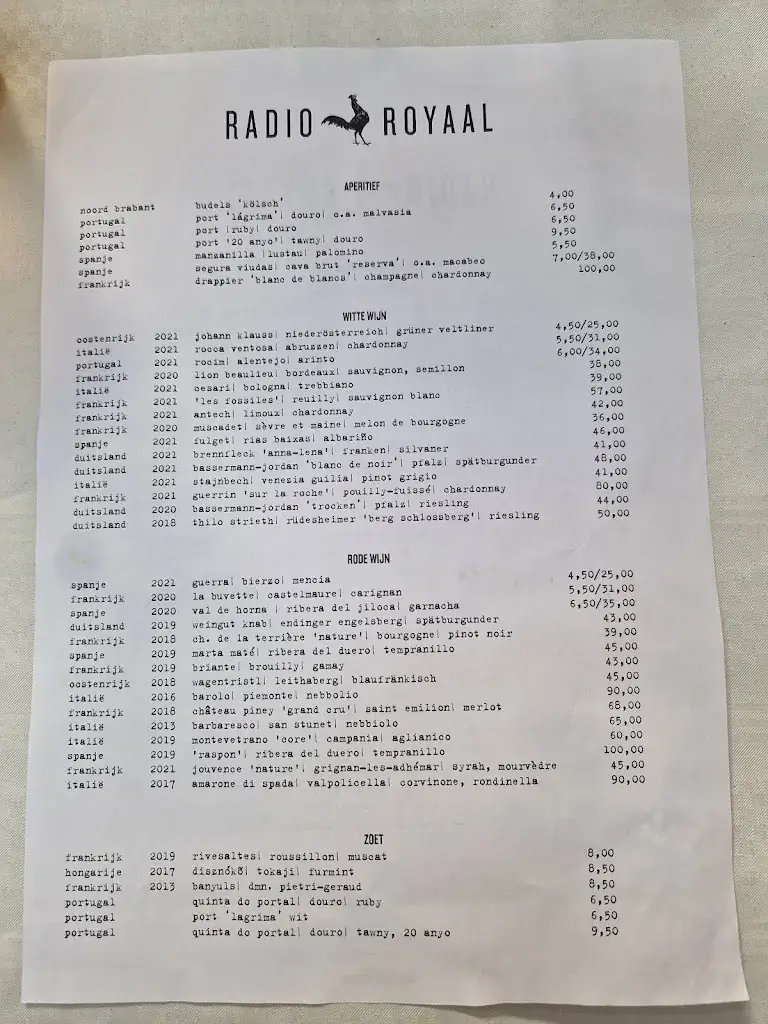 RADIO ROYAAL
APERITIEF
noord brabant budels 'kölsch' 4,00
portugal port 'lágrima'| douro| o.a. malvasia 6,50
portugal port |ruby| douro 6,50
portugal port '20 anyo'| tawny| douro 9,50
spanje manzanilla |lustau| palomino 5,50
spanje segura viudas| cava brut 'reserva'| o.a. macabeo 7,00/38,00
frankrijk drappier 'blanc de blancs'| champagne| chardonnay 100,00
WITTE WIJN
oostenrijk 2021 johann klauss| niederösterreich| grüner veltliner 4,50/25,00
italië 2021 rocca ventosa| abruzzen| chardonnay 5,50/31,00
portugal 2021 rocim| alentejo| arinto 6,00/34,00
frankrijk 2020 lion beaulieu| bordeaux| sauvignon, semillon 38,00
italië 2021 cesari| bologna| trebbiano 39,00
frankrijk 2021 'les fossiles'| reuilly| sauvignon blanc 57,00
frankrijk 2021 antech| limoux| chardonnay 42,00
frankrijk 2020 muscadet| sèvre et maine| melon de bourgogne 36,00
spanje 2021 fulget| rias baixas| albariño 46,00
duitsland 2021 brennfleck 'anna-lena'| franken| silvaner 41,00
duitsland 2021 bassermann-jordan 'blanc de noir'| pfalz| spätburgunder 48,00
italië 2021 stajnbech| venezia guilia| pinot grigio 41,00
frankrijk 2021 guerrin 'sur la roche'| pouilly-fuissé| chardonnay 80,00
duitsland 2020 bassermann-jordan 'trocken'| pfalz| riesling 44,00
duitsland 2018 thilo strieth| rüdesheimer 'berg schlossberg'| riesling 50,00
RODE WIJN
spanje 2021 guerra| bierzo| mencia 4,50/25,00
frankrijk 2020 la buvette| castelmaure| carignan 5,50/31,00
spanje 2020 val de horna | ribera del jiloca| garnacha 6,50/35,00
duitsland 2019 weingut knab| endinger engelsberg| spätburgunder 43,00
frankrijk 2018 ch. de la terrière 'nature'| bourgogne| pinot noir 39,00
spanje 2019 marta maté| ribera del duero| tempranillo 45,00
frankrijk 2019 briante| brouilly| gamay 43,00
oostenrijk 2018 wagentristl| leithaberg| blaufränkisch 45,00
italië 2016 barolo| piemonte| nebbolio 90,00
frankrijk 2018 château piney 'grand cru'| saint emilion| merlot 68,00
italië 2013 barbaresco| san stunet| nebbiolo 65,00
italië 2019 montevetrano 'core'| campania| aglianico 60,00
spanje 2019 'raspon'| ribera del duero| tempranillo 100,00
frankrijk 2021 jouvence 'nature'| grignan-les-adhémar| syrah, mourvèdre 45,00
italië 2017 amarone di spada| valpolicella| corvinone, rondinella 90,00
ZOET
frankrijk 2019 rivesaltes| roussillon| muscat 8,00
hongarije 2017 disznókő| tokaji| furmint 8,50
frankrijk 2013 banyuls| dmn. pietri-geraud 8,50
portugal quinta do portal| douro| ruby 6,50
portugal port 'lagrima' wit 6,50
portugal quinta do portal| douro| tawny, 20 anyo 9,50